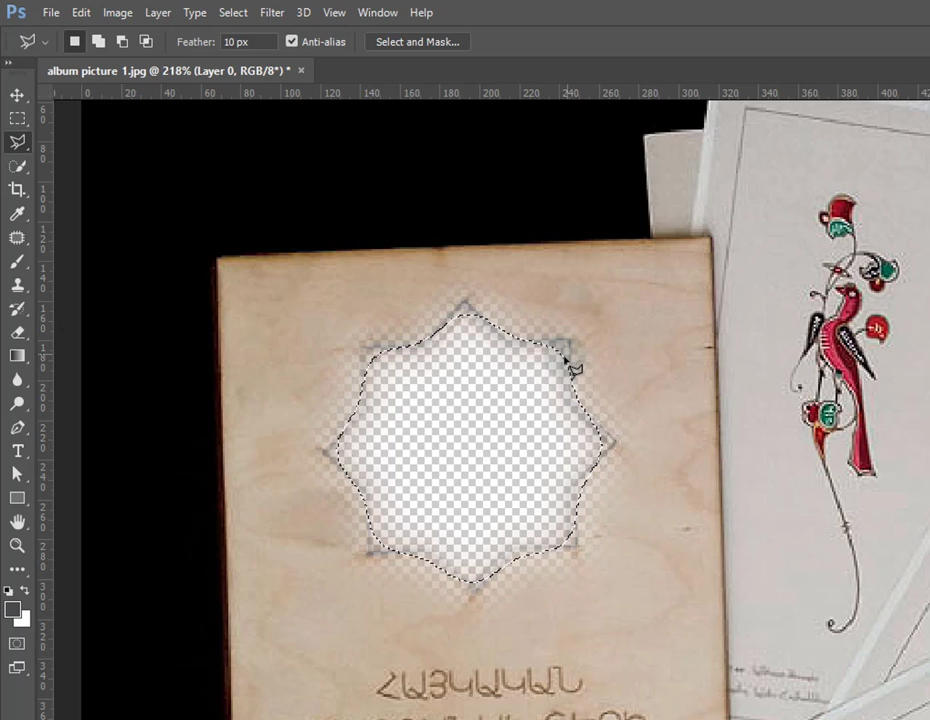 Ps File Edit Image Layer Type Select Filter 3D View Window Help
Feather: 10 px Anti-alias Select and Mask...
album picture 1.jpg @ 218% (Layer 0, RGB/8*) * ×
0 20 40 60 80 100 120 140 160 180 200 220 240 260 280 300 320 340 360 380 400
ՀԱՅԿԱԿԱՆ